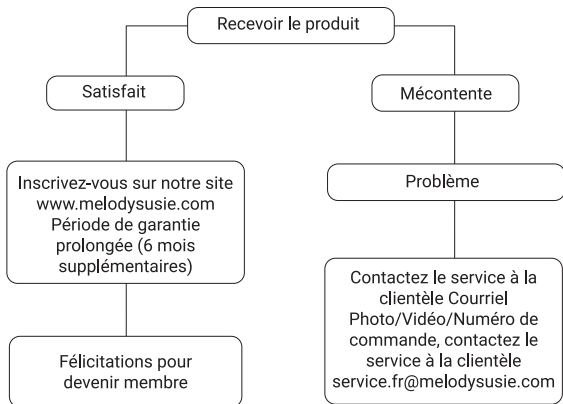 Recevoir le produit
Satisfait
Mécontente
Inscrivez-vous sur notre site
www.melodysusie.com
Période de garantie
prolongée (6 mois
supplémentaires)
Problème
Félicitations pour
devenir membre
Contactez le service à la
clientèle Courriel
Photo/Vidéo/Numéro de
commande, contactez le
service à la clientèle
service.fr@melodysusie.com